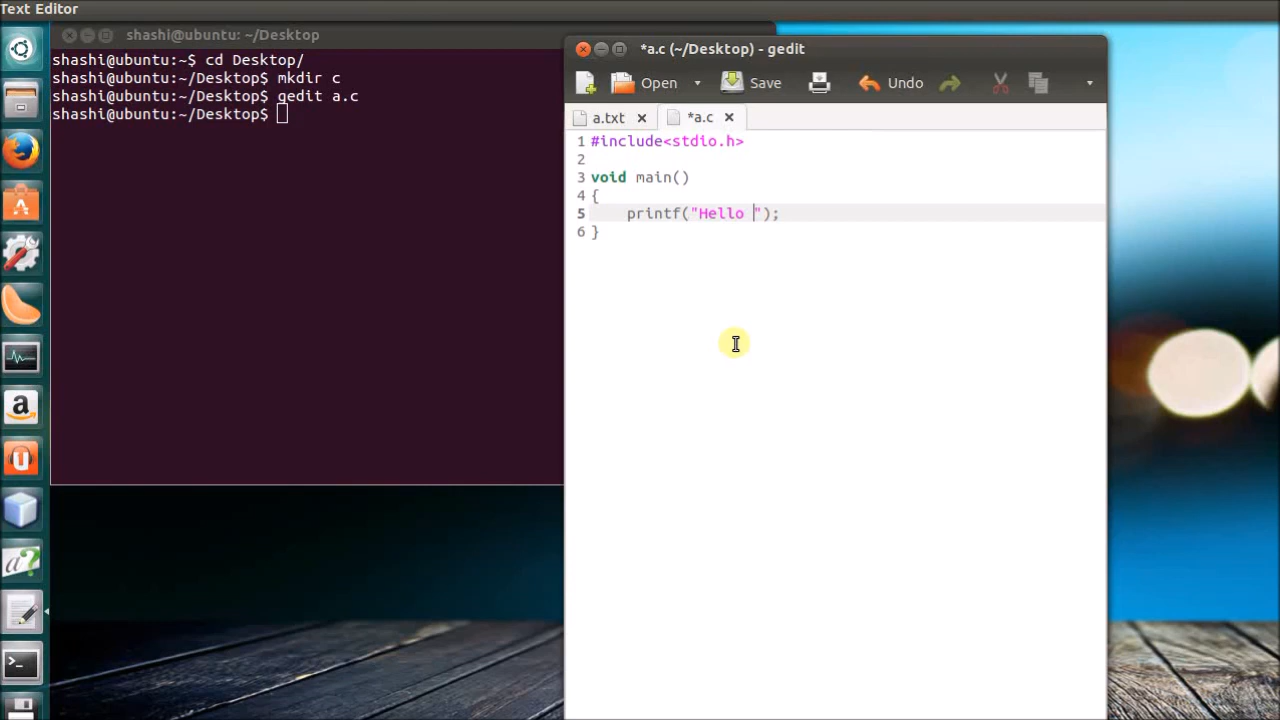 Text Editor
shashi@ubuntu: ~/Desktop
shashi@ubuntu:~$ cd Desktop/
shashi@ubuntu:~/Desktop$ mkdir c
shashi@ubuntu:~/Desktop$ gedit a.c
shashi@ubuntu:~/Desktop$
*a.c (~/Desktop) - gedit
Open Save Undo
a.txt *a.c
1 #include<stdio.h>
2
3 void main()
4 {
5     printf("Hello ");
6 }